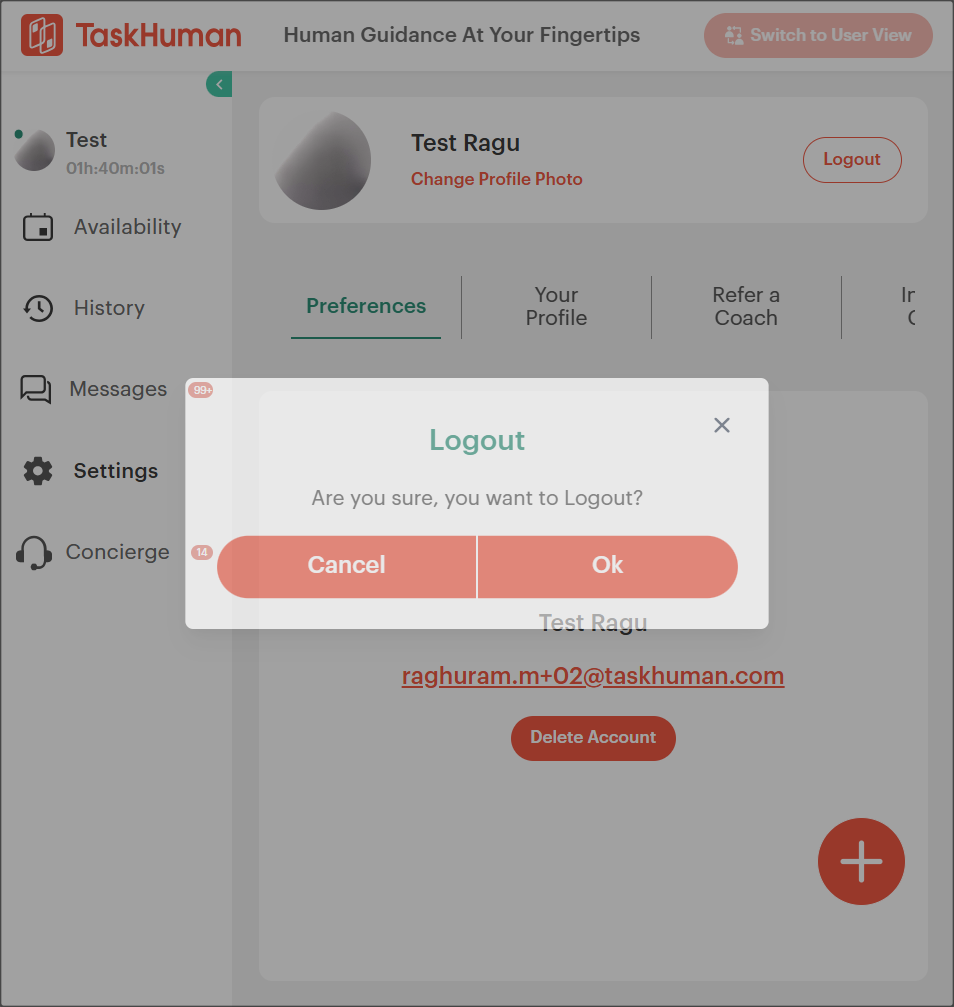 TaskHuman
Human Guidance At Your Fingertips
Switch to User View
Test
01h:40m:01s
Availability
History
Messages
99+
Settings
Concierge
14
Test Ragu
Change Profile Photo
Logout
Preferences
Your
Profile
Refer a
Coach
Logout
Are you sure, you want to Logout?
Cancel
Ok
Test Ragu
raghuram.m+02@taskhuman.com
Delete Account